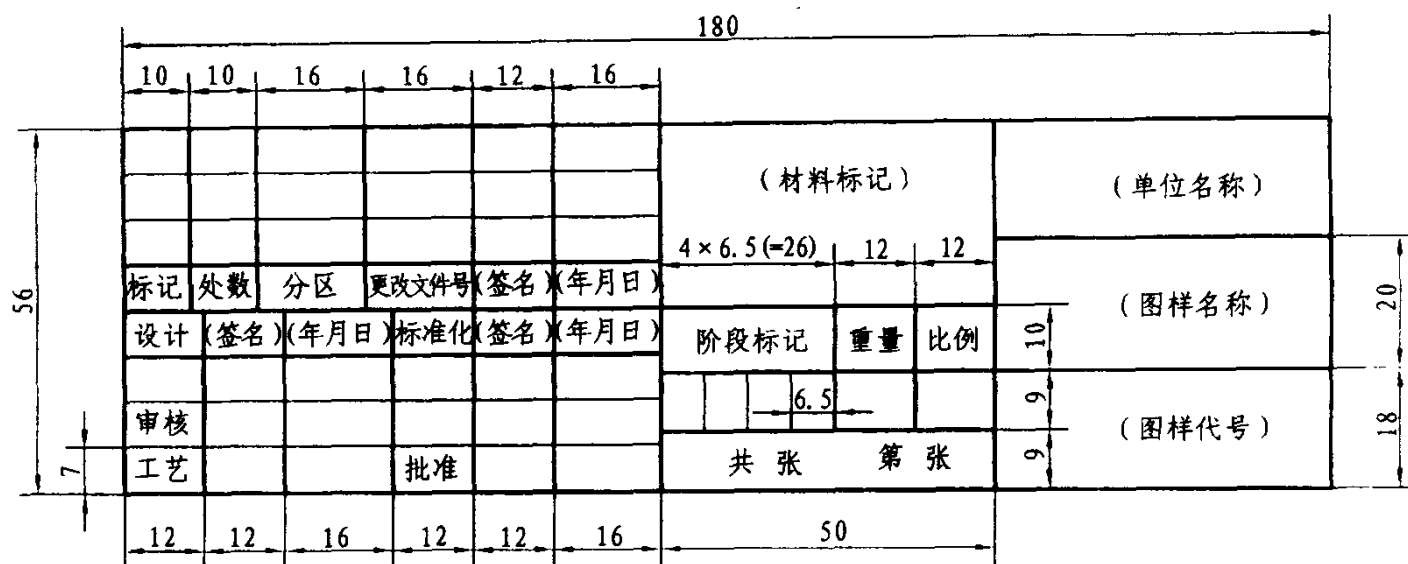 180
10 10 16 16 12 16
(材料标记)
(单位名称)
4×6.5(=26) 12 12
标记 处数 分区 更改文件号 (签名) (年月日)
56
(图样名称)
20
设计 (签名) (年月日) 标准化 (签名) (年月日)
阶段标记 重量 比例 10
6.5 9
审核
(图样代号)
18
7 工艺 批准
共 张 第 张 9
12 12 16 12 12 16 50